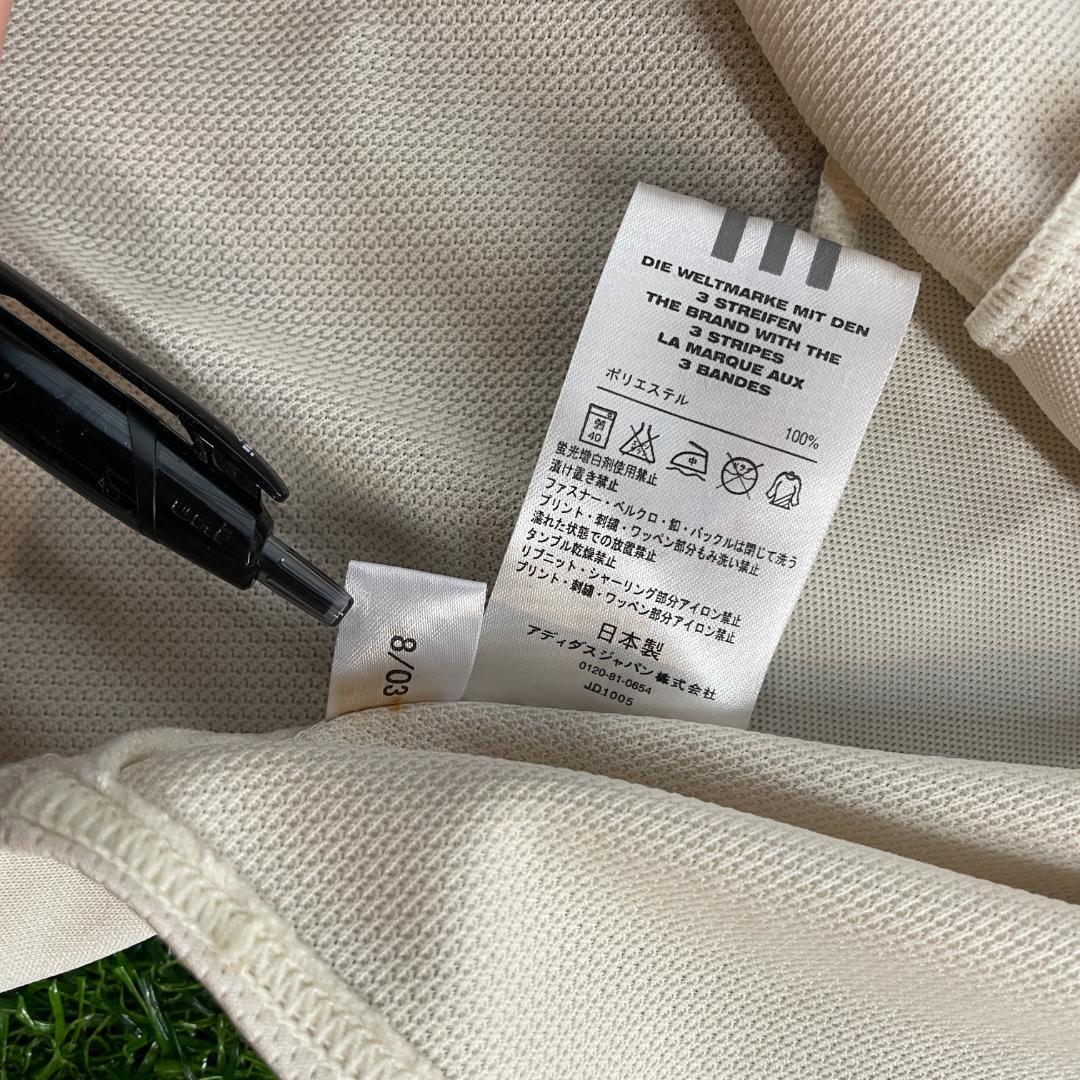 DIE WELTMARKE MIT DEN
3 STREIFEN
THE BRAND WITH THE
3 STRIPES
LA MARQUE AUX
3 BANDES
ポリエステル
100%
弱
40
中
蛍光増白剤使用禁止
漬け置き禁止
ファスナー・ベルクロ・釦・バックルは閉じて洗う
プリント・刺繍・ワッペン部分もみ洗い禁止
濡れた状態での放置禁止
タンブル乾燥禁止
リブニット・シャーリング部分アイロン禁止
プリント・刺繍・ワッペン部分アイロン禁止
日本製
アディダスジャパン株式会社
0120-81-0654
JD1005
8/03